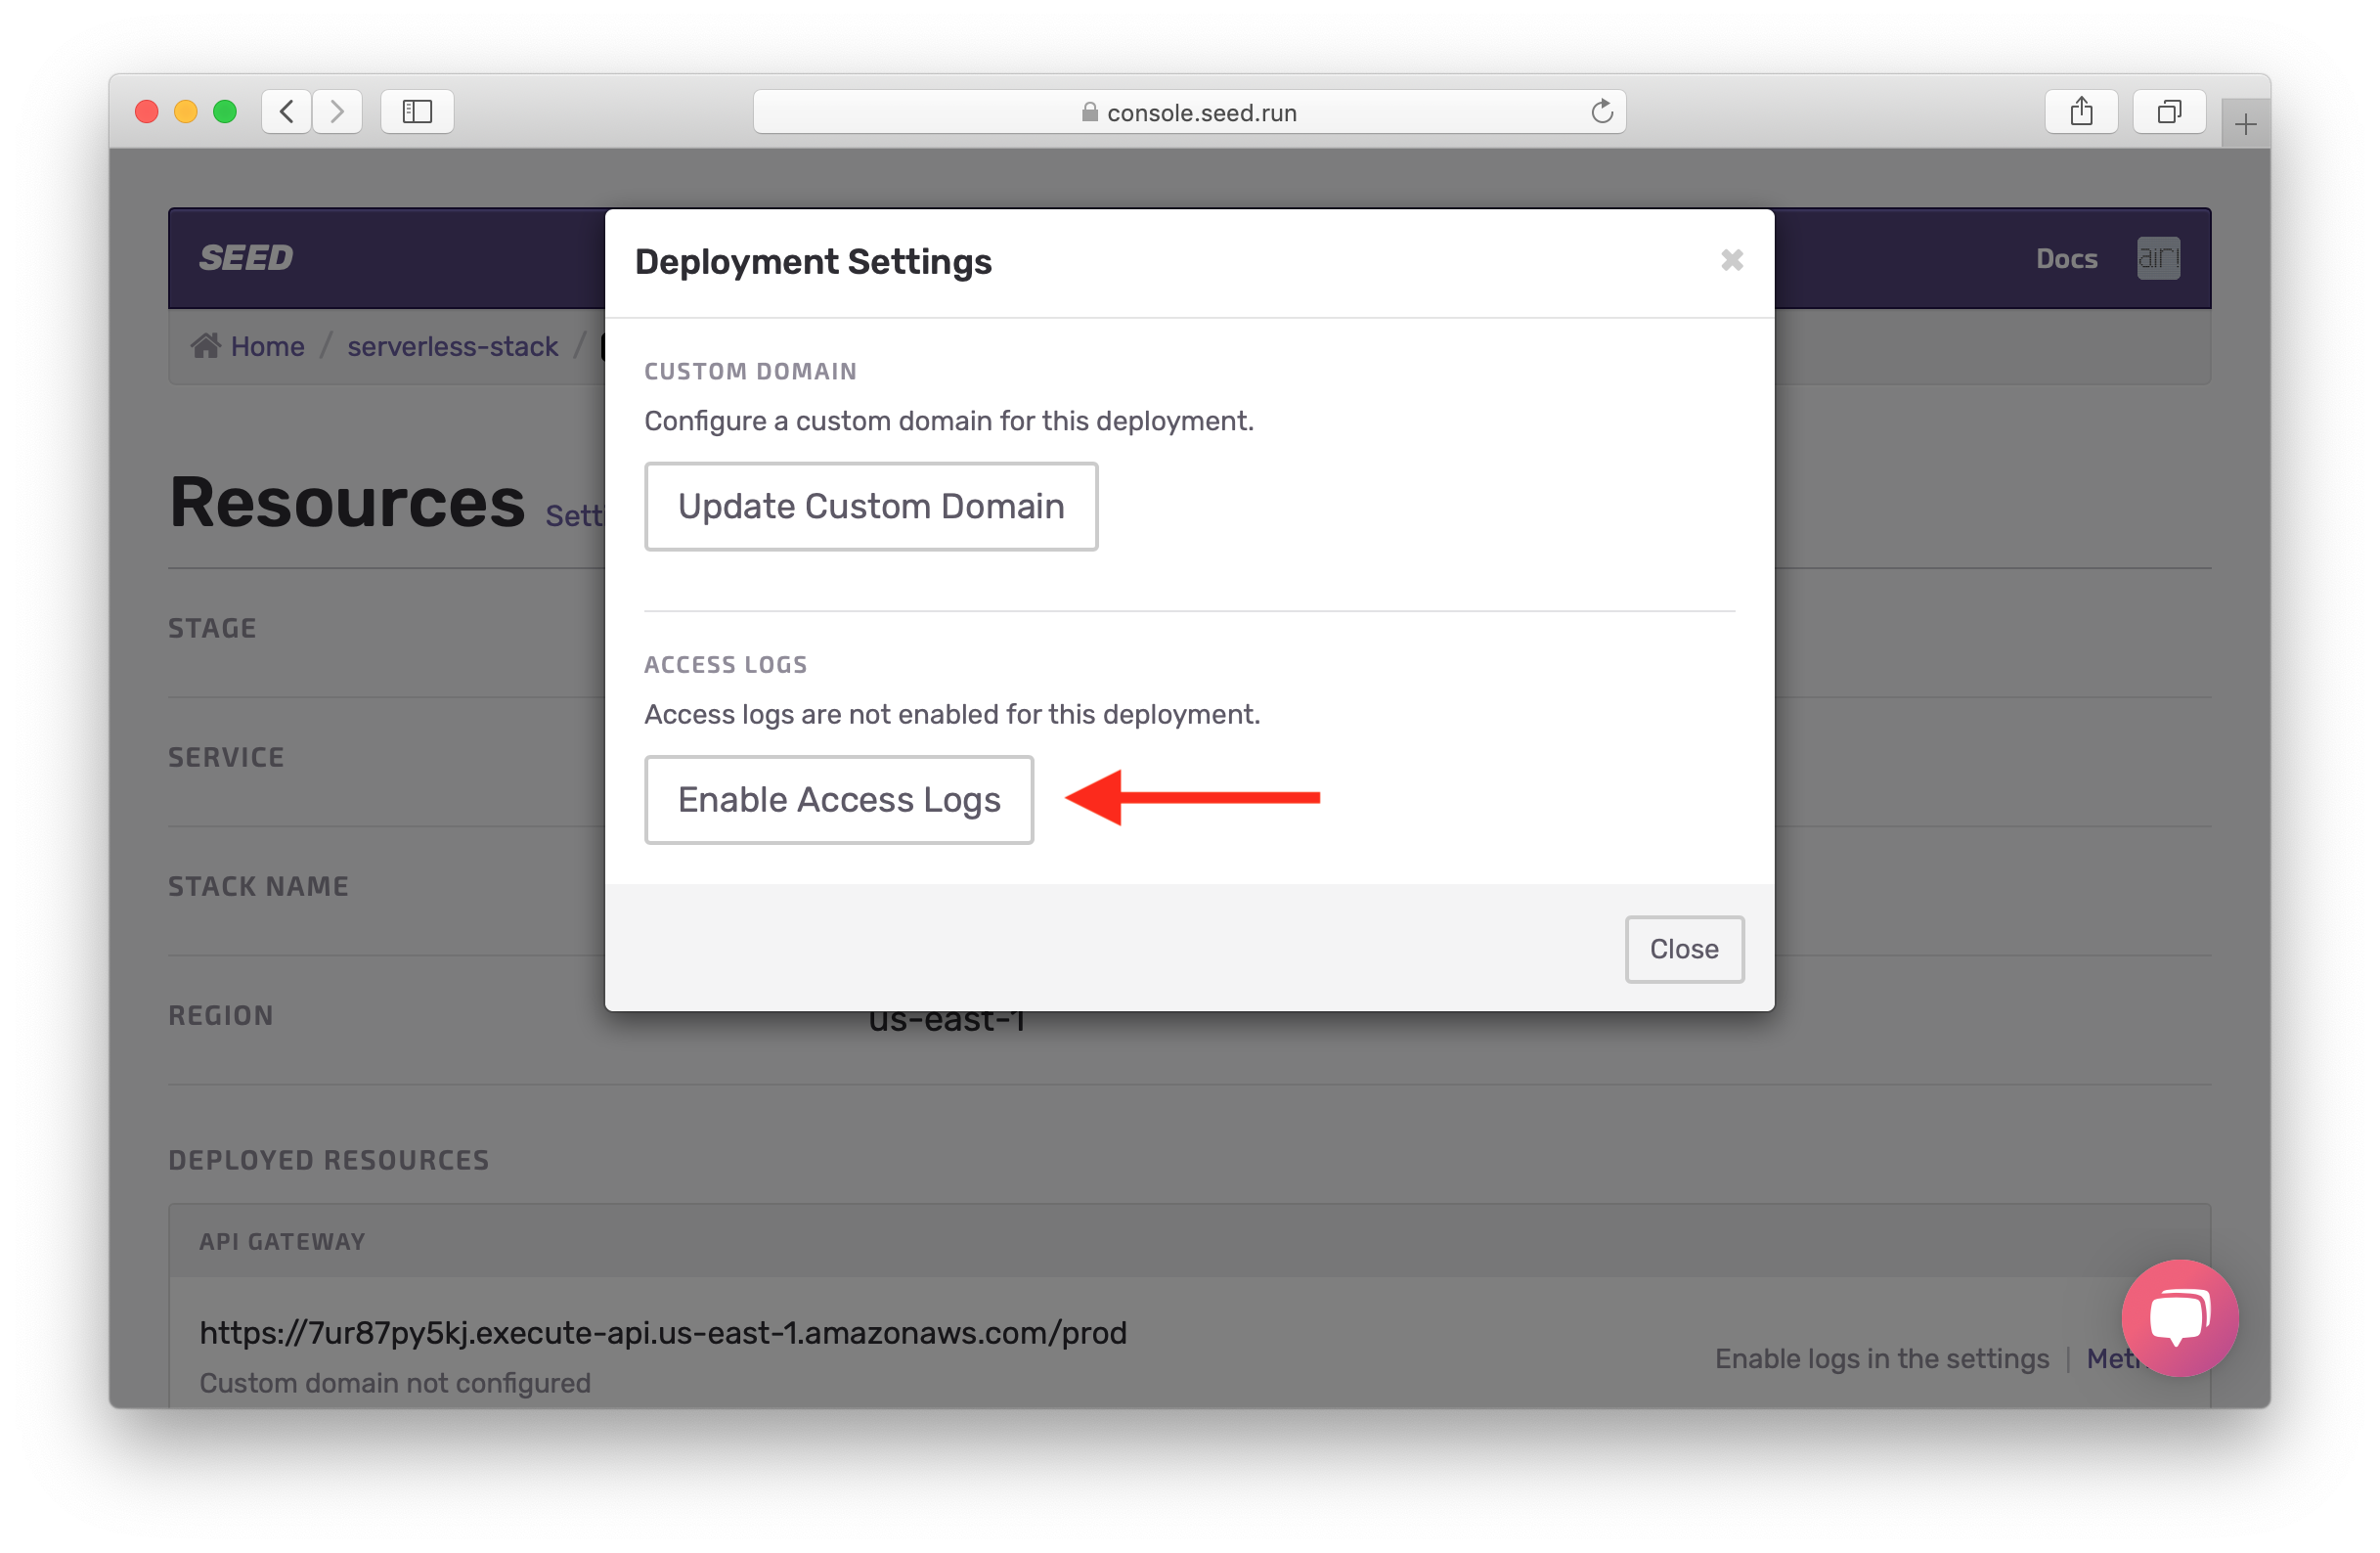 console.seed.run
SEED
Docs
Home / serverless-stack /
Deployment Settings
CUSTOM DOMAIN
Configure a custom domain for this deployment.
Update Custom Domain
Resources
ACCESS LOGS
Access logs are not enabled for this deployment.
Enable Access Logs
Close
STAGE
SERVICE
STACK NAME
REGION
us-east-1
DEPLOYED RESOURCES
API GATEWAY
https://7ur87py5kj.execute-api.us-east-1.amazonaws.com/prod
Custom domain not configured
Enable logs in the settings |